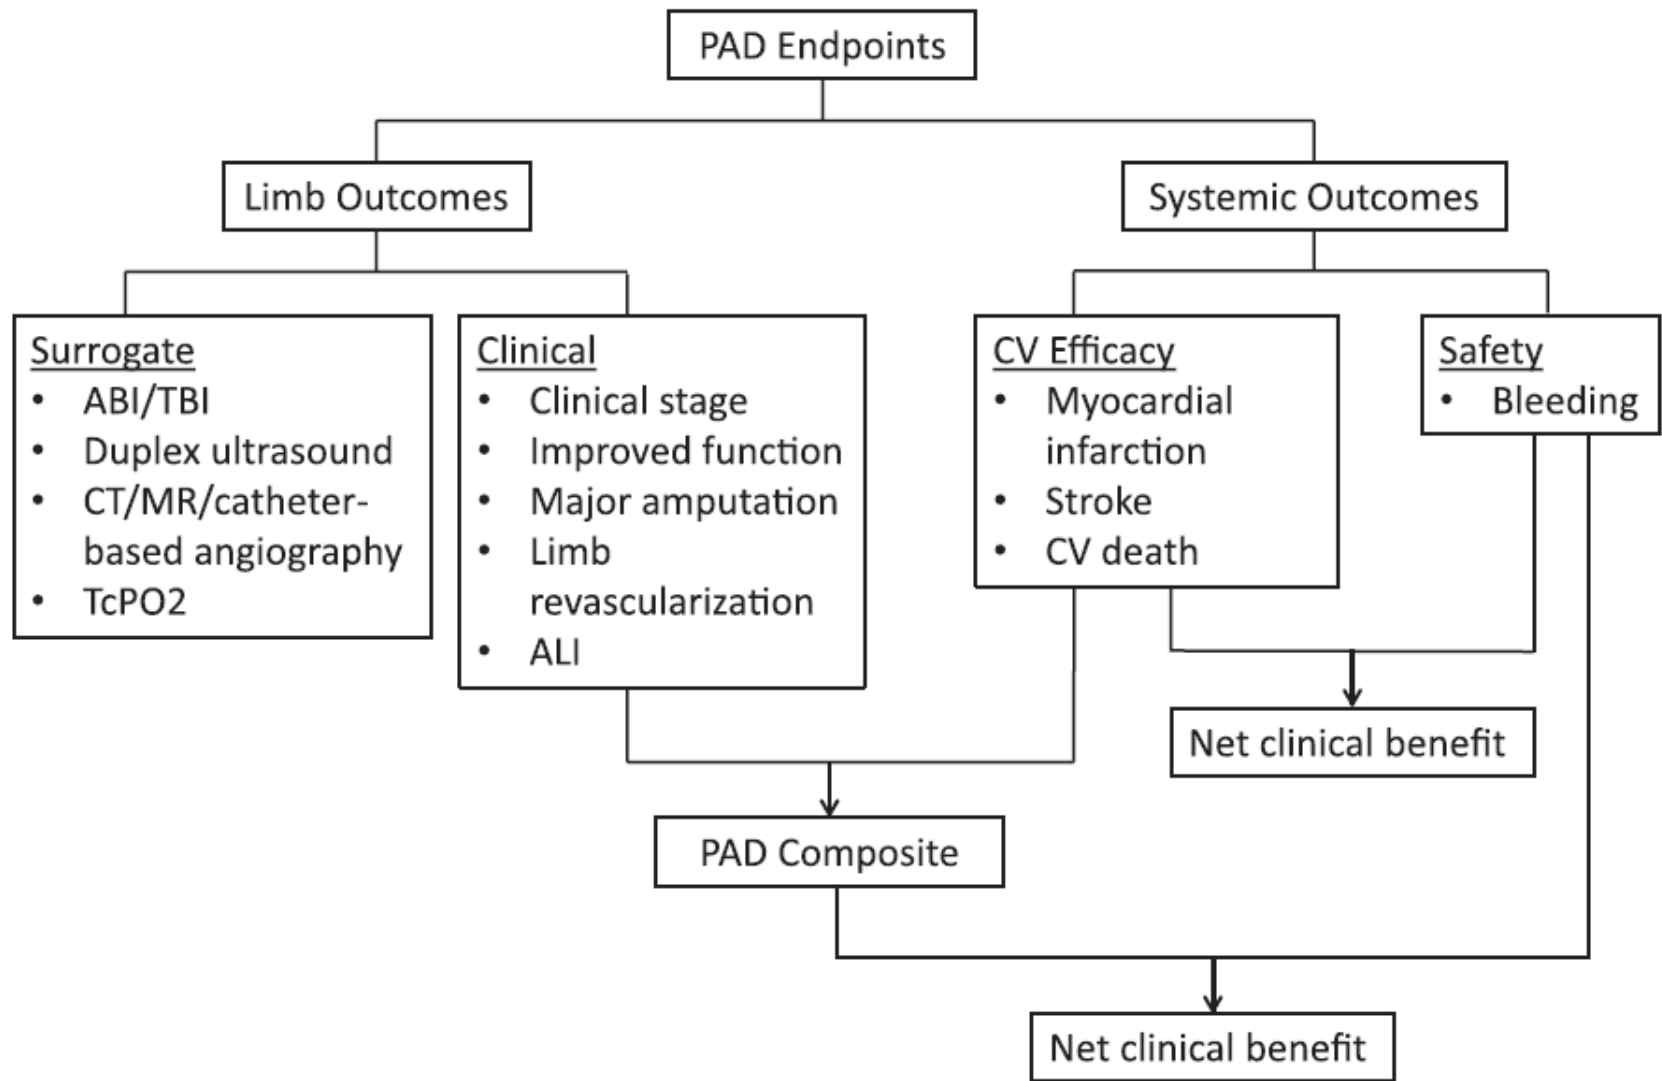 PAD Endpoints
Limb Outcomes
Systemic Outcomes
Surrogate
• ABI/TBI
• Duplex ultrasound
• CT/MR/catheter-
based angiography
• TcPO2
Clinical
• Clinical stage
• Improved function
• Major amputation
• Limb
revascularization
• ALI
CV Efficacy
• Myocardial
infarction
• Stroke
• CV death
Safety
• Bleeding
Net clinical benefit
PAD Composite
Net clinical benefit